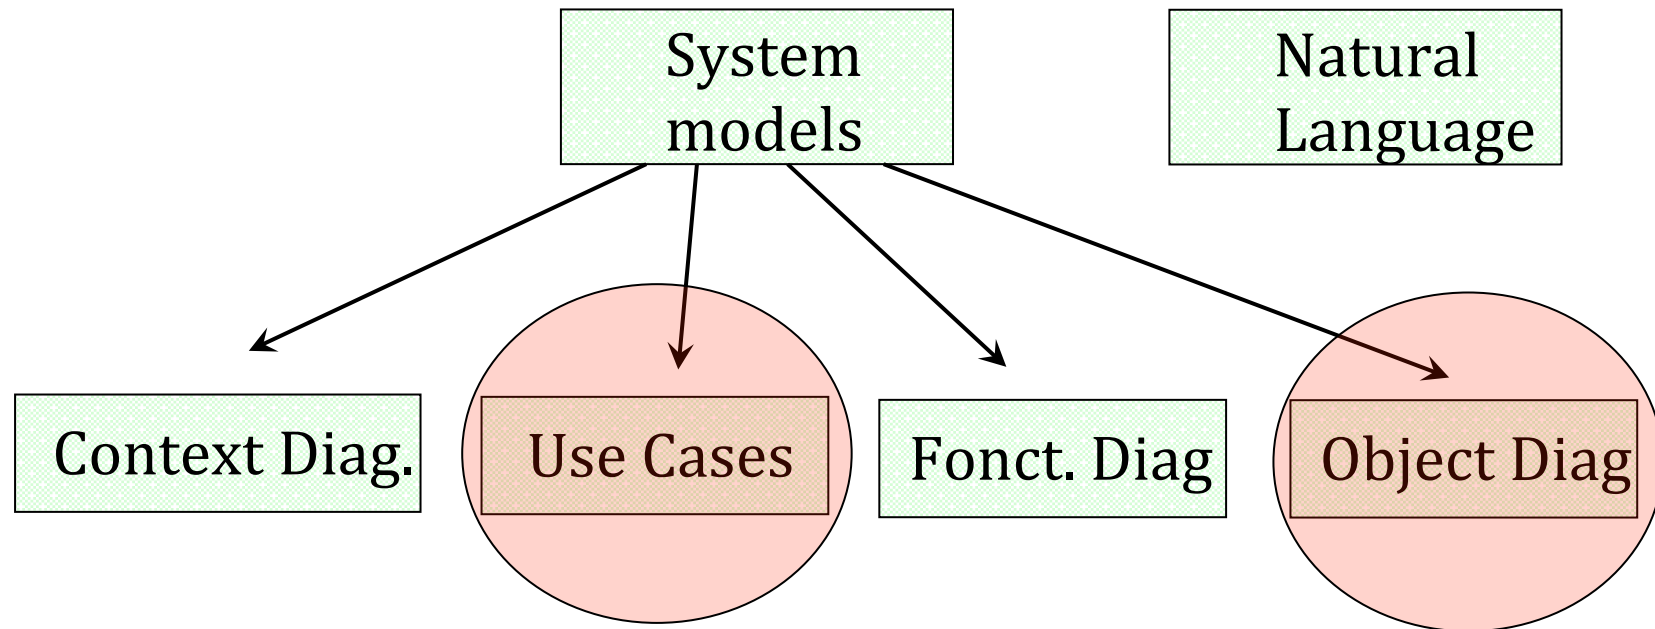 System
models
Natural
Language
Context Diag.
Use Cases
Fonct. Diag
Object Diag